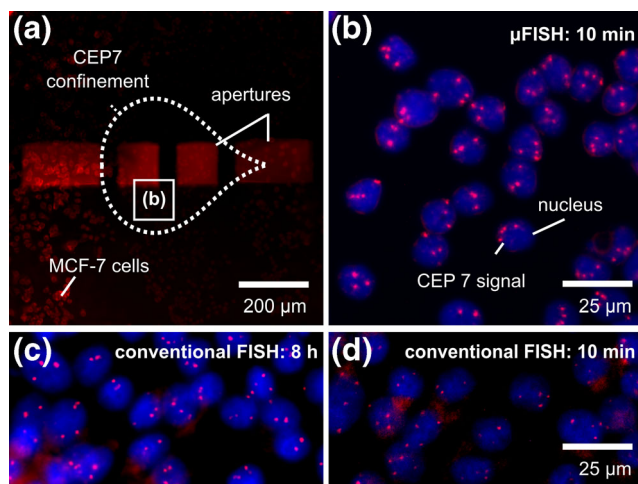 (a)
CEP7
confinement
apertures
(b)
MCF-7 cells
200 µm
(b)
µFISH: 10 min
nucleus
CEP 7 signal
25 µm
(c)
conventional FISH: 8 h
(d)
conventional FISH: 10 min
25 µm